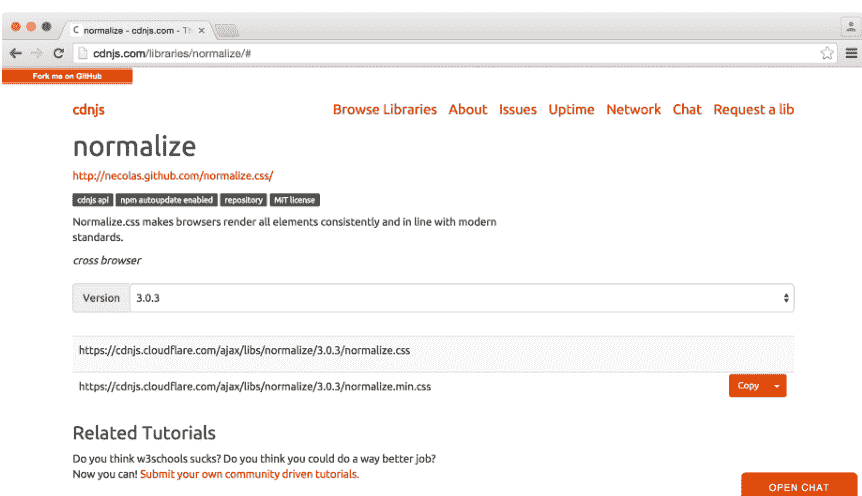 C normalize - cdnjs.com - Th
cdnjs.com/libraries/normalize/#
Fork me on GitHub
cdnjs Browse Libraries About Issues Uptime Network Chat Request a lib
normalize
http://necolas.github.com/normalize.css/
cdnjs api npm autoupdate enabled repository MIT license
Normalize.css makes browsers render all elements consistently and in line with modern
standards.
cross browser
Version 3.0.3
https://cdnjs.cloudflare.com/ajax/libs/normalize/3.0.3/normalize.css
https://cdnjs.cloudflare.com/ajax/libs/normalize/3.0.3/normalize.min.css Copy
Related Tutorials
Do you think w3schools sucks? Do you think you could do a way better job?
Now you can! Submit your own community driven tutorials.
OPEN CHAT